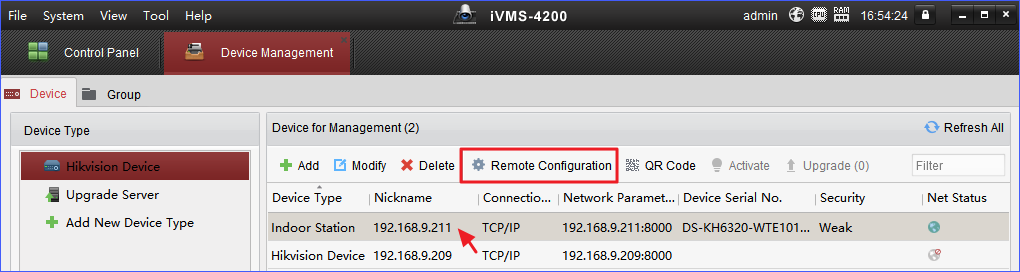 File System View Tool Help iVMS-4200 admin 16:54:24
Control Panel Device Management
Device Group
Device Type
Hikvision Device
Upgrade Server
Add New Device Type
Device for Management (2) Refresh All
Add Modify Delete Remote Configuration QR Code Activate Upgrade (0) Filter
Device Type Nickname Connectio... Network Paramet... Device Serial No. Security Net Status
Indoor Station 192.168.9.211 TCP/IP 192.168.9.211:8000 DS-KH6320-WTE101... Weak
Hikvision Device 192.168.9.209 TCP/IP 192.168.9.209:8000